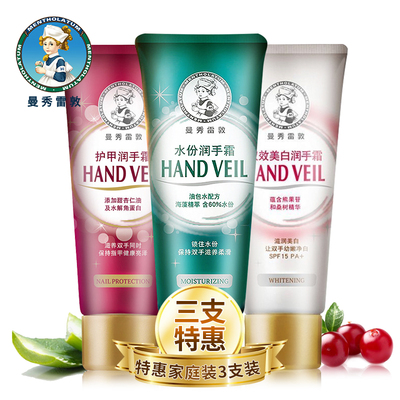 MENTHOLATUM
MENTHOLATUM
曼秀雷敦
MENTHOLATUM
曼秀雷敦
护甲润手霜
HAND VEIL
添加甜杏仁油
及水解角蛋白
滋养双手同时
保持指甲健康亮泽
NAIL PROTECTION
MENTHOLATUM
曼秀雷敦
水份润手霜
HAND VEIL
油包水配方
海藻精萃 含60%水份
锁住水份
保持双手滋养柔滑
MOISTURIZING
曼秀雷敦
效美白润手霜
ND VEIL
蕴含熊果苷
和桑树精华
滋润美白
让双手幼嫩净白
SPF15 PA+
WHITENING
三支
特惠
特惠家庭装3支装